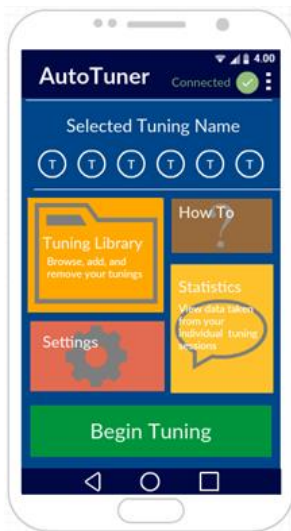 4.00
AutoTuner
Connected
Selected Tuning Name
T T T T T T
Tuning Library
Browse, add, and
remove your tunings
How To
?
Statistics
View data taken
from your
individual tuning
sessions
Settings
Begin Tuning